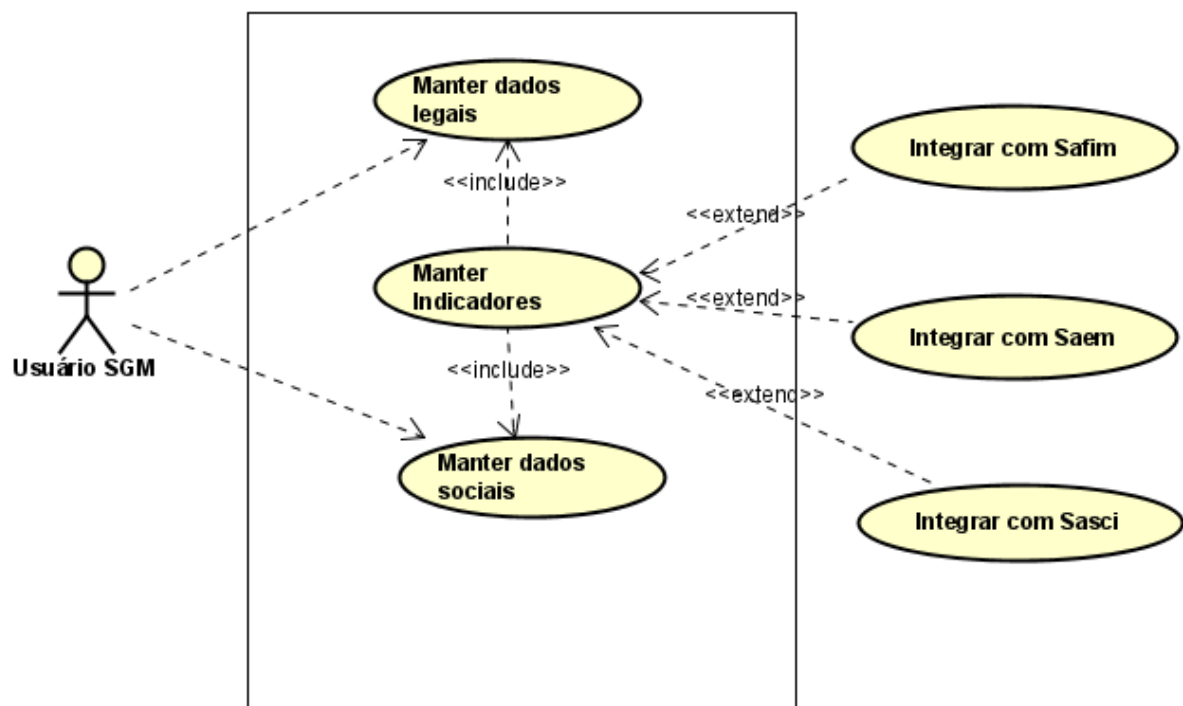 Manter dados
legais
Integrar com Safim
<<include>>
<<extend>>
Manter
Indicadores
<<extend>>
Integrar com Saem
Usuário SGM
<<include>>
<<extend>>
Manter dados
sociais
Integrar com Sasci